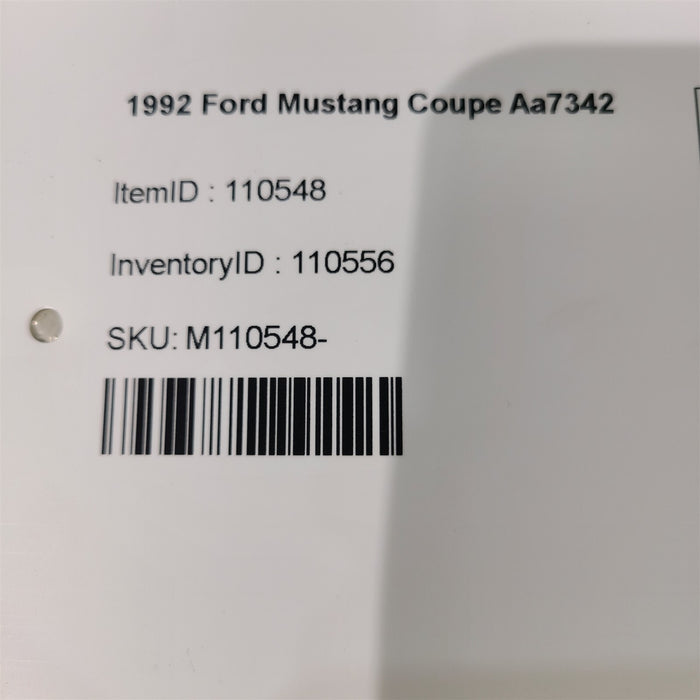 1992 Ford Mustang Coupe Aa7342
ItemID : 110548
InventoryID : 110556
SKU: M110548-